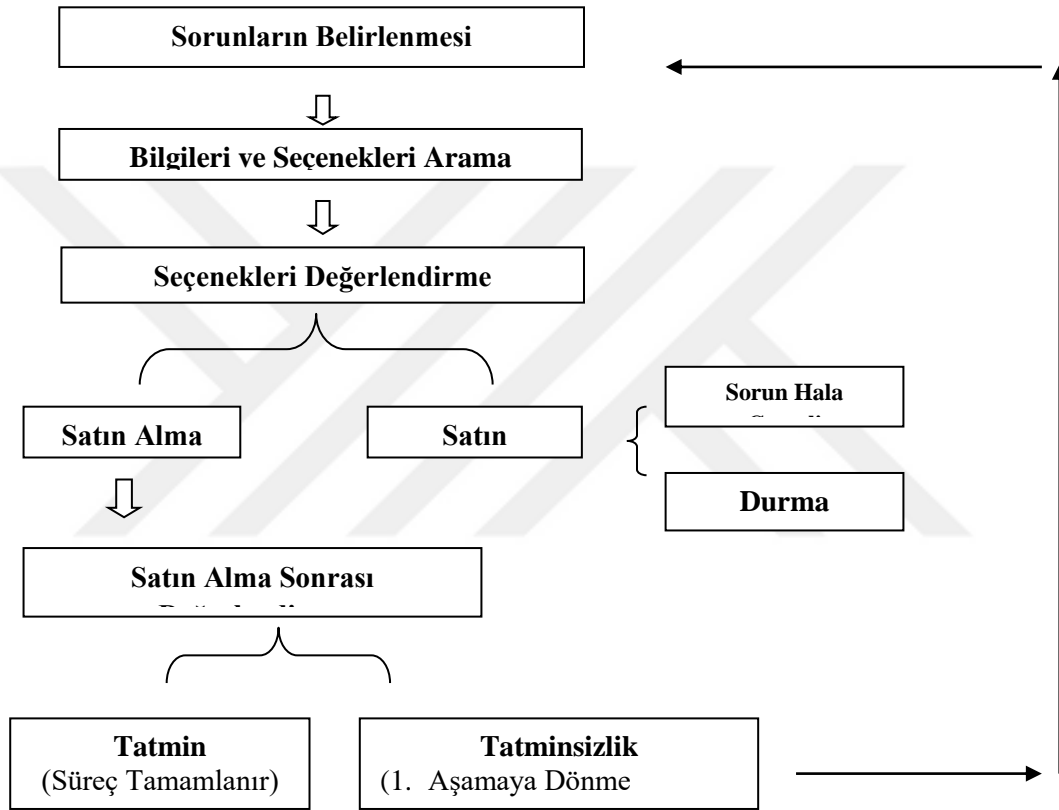 Sorunların Belirlenmesi
Bilgileri ve Seçenekleri Arama
Seçenekleri Değerlendirme
Satın Alma
Satın
Sorun Hala
Durma
Satın Alma Sonrası
Tatmin
(Süreç Tamamlanır)
Tatminsizlik
(1. Aşamaya Dönme